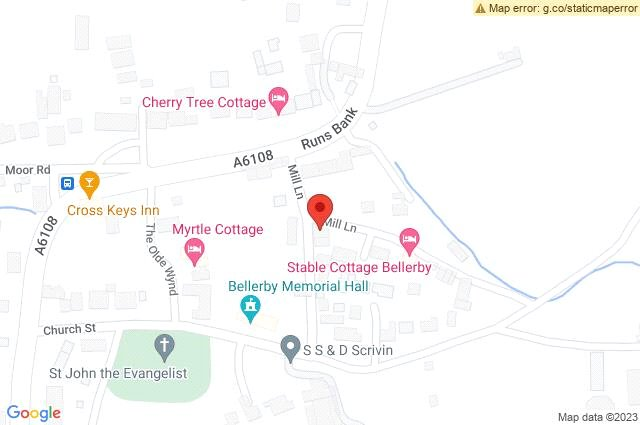 Map error: g.co/staticmaperror
Cherry Tree Cottage
Runs Bank
A6108
Moor Rd
Mill Ln
Cross Keys Inn
Mill Ln
Myrtle Cottage
A6108
The Olde Wynd
Stable Cottage Bellerby
Bellerby Memorial Hall
Church St
S S & D Scrivin
St John the Evangelist
Google
Map data ©2023